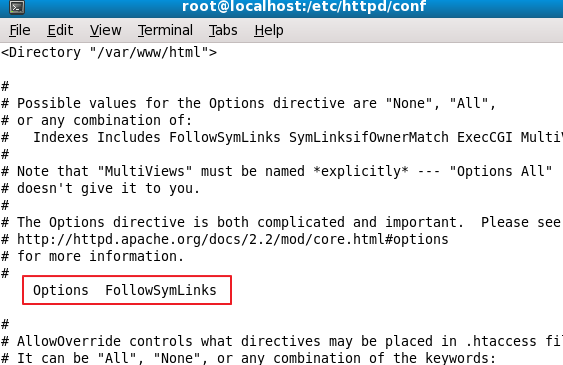 root@localhost:/etc/httpd/conf
File Edit View Terminal Tabs Help
<Directory "/var/www/html">
#
# Possible values for the Options directive are "None", "All",
# or any combination of:
#   Indexes Includes FollowSymLinks SymLinksifOwnerMatch ExecCGI MultiV
#
# Note that "MultiViews" must be named *explicitly* --- "Options All"
# doesn't give it to you.
#
# The Options directive is both complicated and important.  Please see
# http://httpd.apache.org/docs/2.2/mod/core.html#options
# for more information.
#
    Options  FollowSymLinks
#
# AllowOverride controls what directives may be placed in .htaccess fil
# It can be "All", "None", or any combination of the keywords: